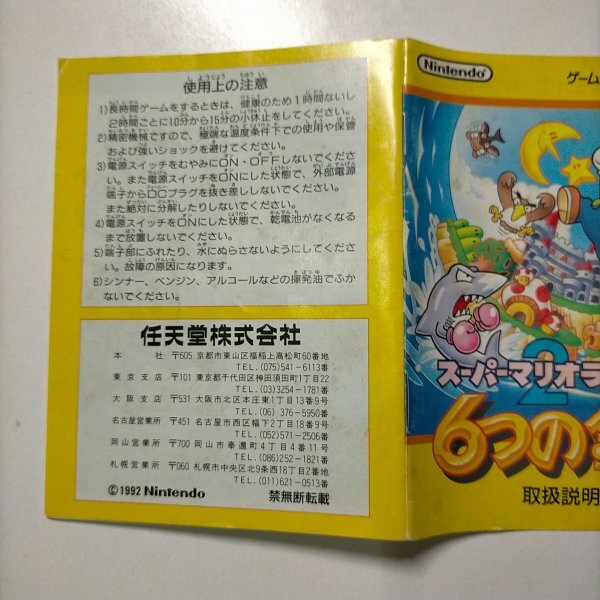 使用上の注意
1)長時間ゲームをするときは、健康のため1時間ないし
2時間ごとに10分から15分の小休止をしてください。
2)精密機械ですので、極端な温度条件下での使用や保管
および強いショックを避けてください。
3)電源スイッチをむやみにON・OFFしないでくださ
い。また電源スイッチをONにした状態で、外部電源
端子からDCプラグを抜き差ししないでください。
また絶対に分解したりしないでください。
4)電源スイッチをONにした状態で、乾電池がなくなる
まで放置しないでください。
5)端子部にふれたり、水にぬらさないようにしてくださ
い。故障の原因になります。
6)シンナー、ベンジン、アルコールなどの揮発油でふか
ないでください。
任天堂株式会社
本社 〒605 京都市東山区福稲上高松町60番地
TEL.(075)541-6113番
東京支店 〒101 東京都千代田区神田須田町1丁目22
TEL.(03)3254-1781番
大阪支店 〒531 大阪市北区本庄東1丁目13番9号
TEL.(06)376-5950番
名古屋営業所 〒451 名古屋市西区幅下2丁目18番9号
TEL.(052)571-2506番
岡山営業所 〒700 岡山市奉還町4丁目4番11号
TEL.(086)252-1821番
札幌営業所 〒060 札幌市中央区北9条西18丁目2番地
TEL.(011)621-0513番
©1992 Nintendo 禁無断転載
Nintendo
ゲーム
スーパーマリオラ
2
6つの
取扱説明